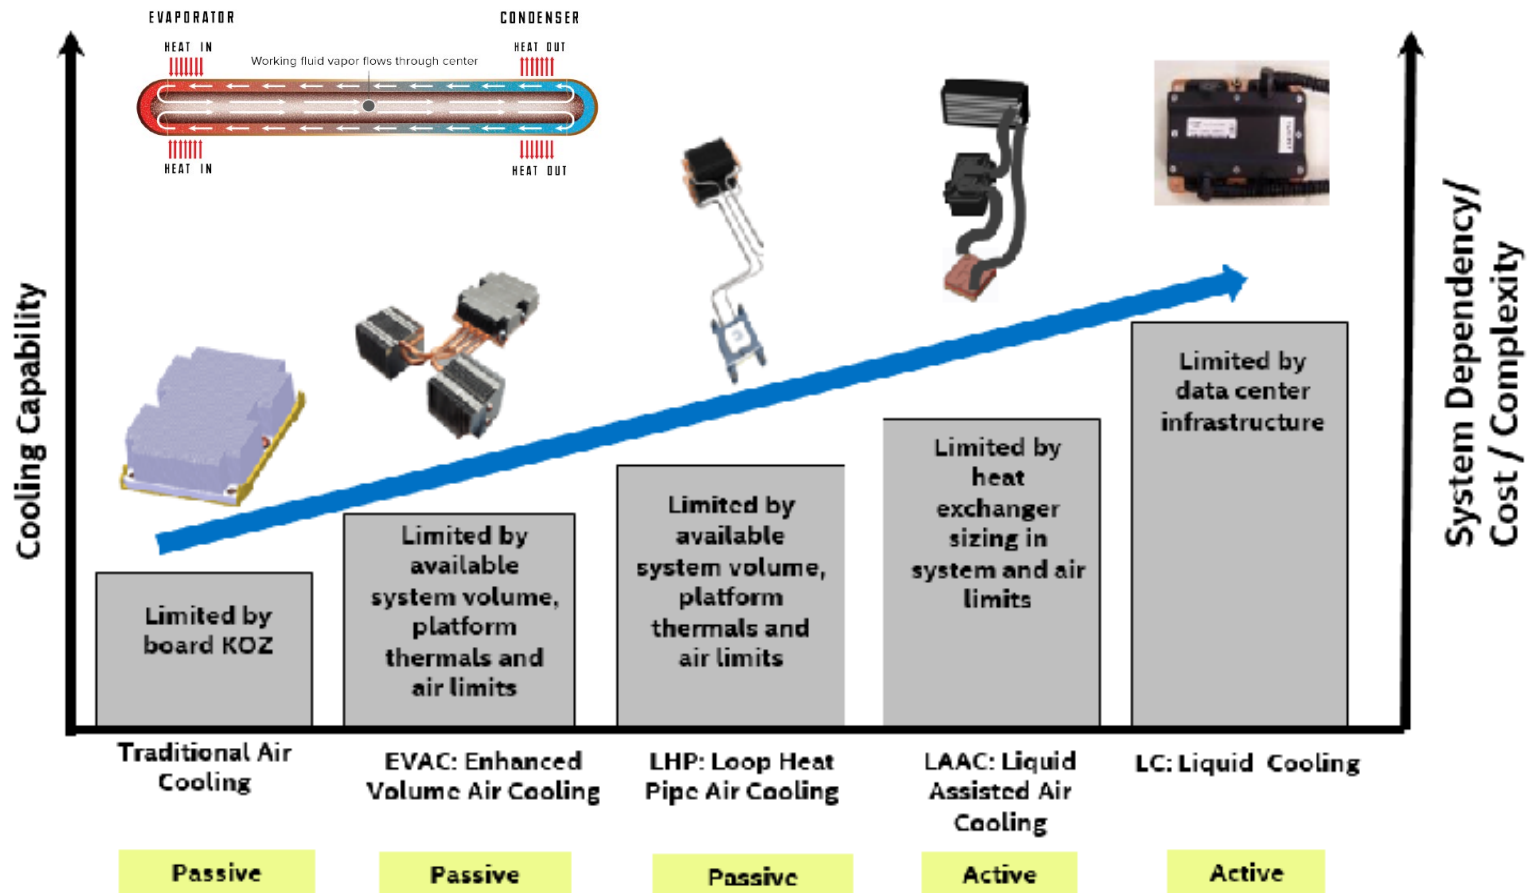 EVAPORATOR
CONDENSER
HEAT IN
HEAT OUT
Working fluid vapor flows through center
HEAT IN
HEAT OUT
Cooling Capability
System Dependency/
Cost / Complexity
Limited by
board KOZ
Limited by
available
system volume,
platform
thermals and
air limits
Limited by
available
system volume,
platform
thermals and
air limits
Limited by
heat
exchanger
sizing in
system and air
limits
Limited by
data center
infrastructure
Traditional Air
Cooling
EVAC: Enhanced
Volume Air Cooling
LHP: Loop Heat
Pipe Air Cooling
LAAC: Liquid
Assisted Air
Cooling
LC: Liquid Cooling
Passive
Passive
Passive
Active
Active